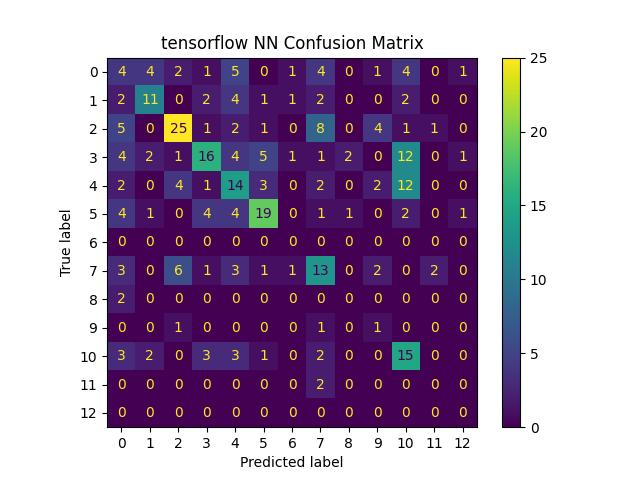 tensorflow NN Confusion Matrix
0 4 4 2 1 5 0 1 4 0 1 4 0 1
1 2 11 0 2 4 1 1 2 0 0 2 0 0
2 5 0 25 1 2 1 0 8 0 4 1 1 0
3 4 2 1 16 4 5 1 1 2 0 12 0 1
4 2 0 4 1 14 3 0 2 0 2 12 0 0
5 4 1 0 4 4 19 0 1 1 0 2 0 1
6 0 0 0 0 0 0 0 0 0 0 0 0 0
7 3 0 6 1 3 1 1 13 0 2 0 2 0
8 2 0 0 0 0 0 0 0 0 0 0 0 0
9 0 0 1 0 0 0 0 1 0 1 0 0 0
10 3 2 0 3 3 1 0 2 0 0 15 0 0
11 0 0 0 0 0 0 0 2 0 0 0 0 0
12 0 0 0 0 0 0 0 0 0 0 0 0 0
0 1 2 3 4 5 6 7 8 9 10 11 12
Predicted label
True label
25
20
15
10
5
0